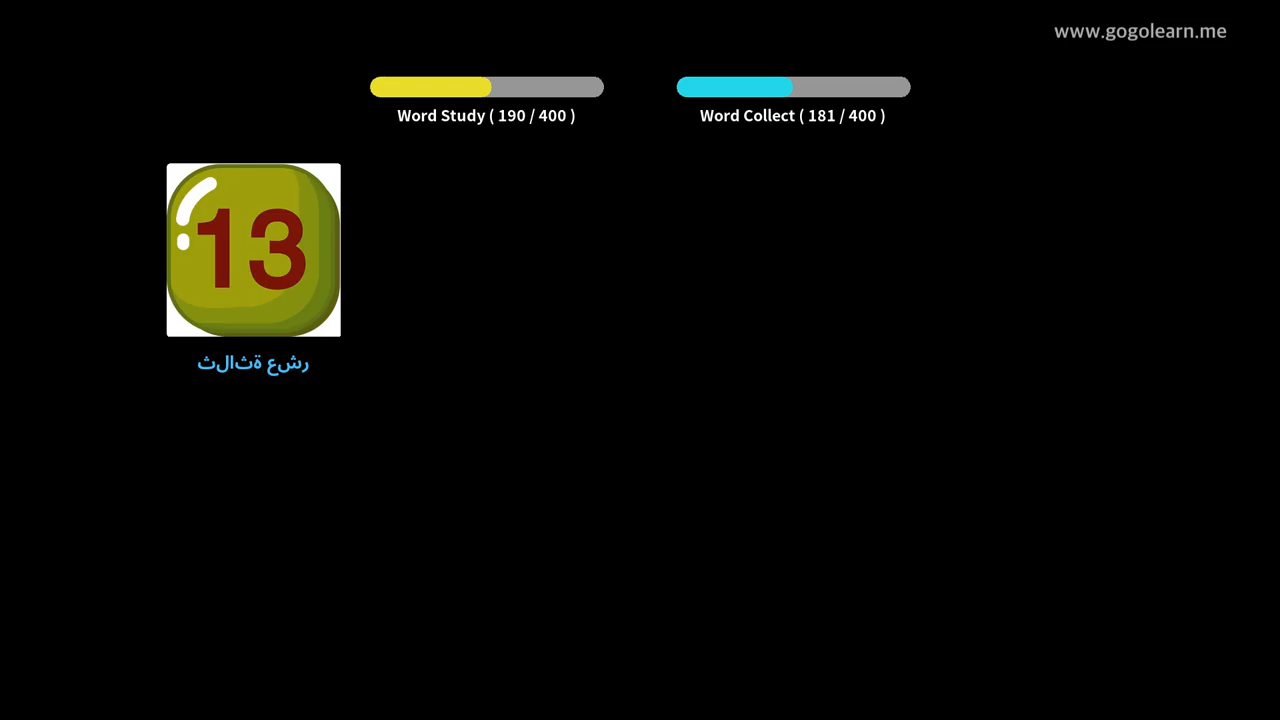 www.gogolearn.me
Word Study ( 190 / 400 )
Word Collect ( 181 / 400 )
13
رشع ةثالث